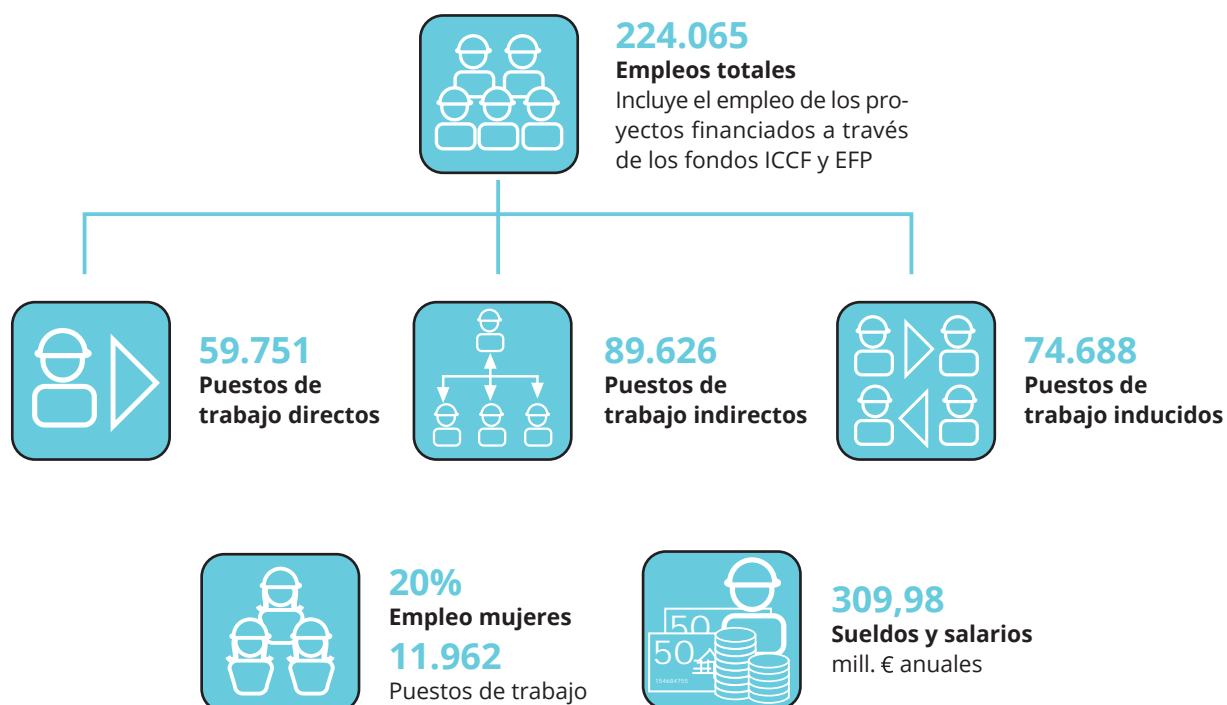 224.065
Empleos totales
Incluye el empleo de los pro-
yectos financiados a través
de los fondos ICCF y EFP
59.751
Puestos de
trabajo directos
89.626
Puestos de
trabajo indirectos
74.688
Puestos de
trabajo inducidos
20%
Empleo mujeres
11.962
Puestos de trabajo
50
50
309,98
Sueldos y salarios
mill. € anuales